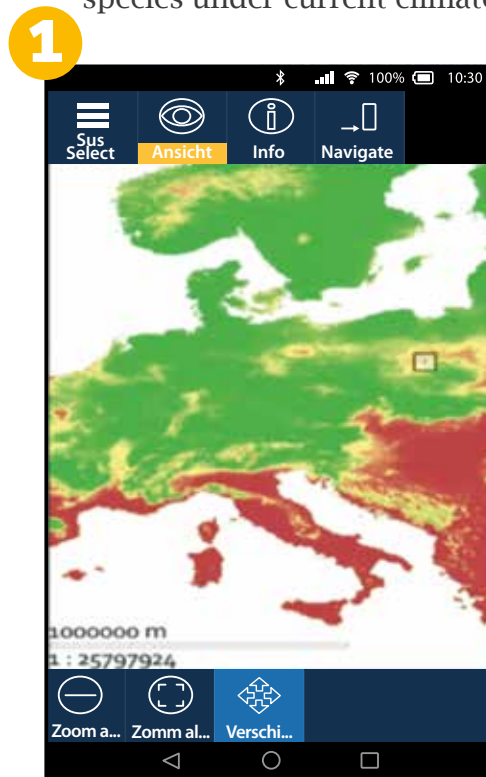 species under current climate
1
100% 10:30
Sus
Select
Ansicht
Info
Navigate
1000000 m
1 : 25797924
Zoom a...
Zomm al...
Verschi...